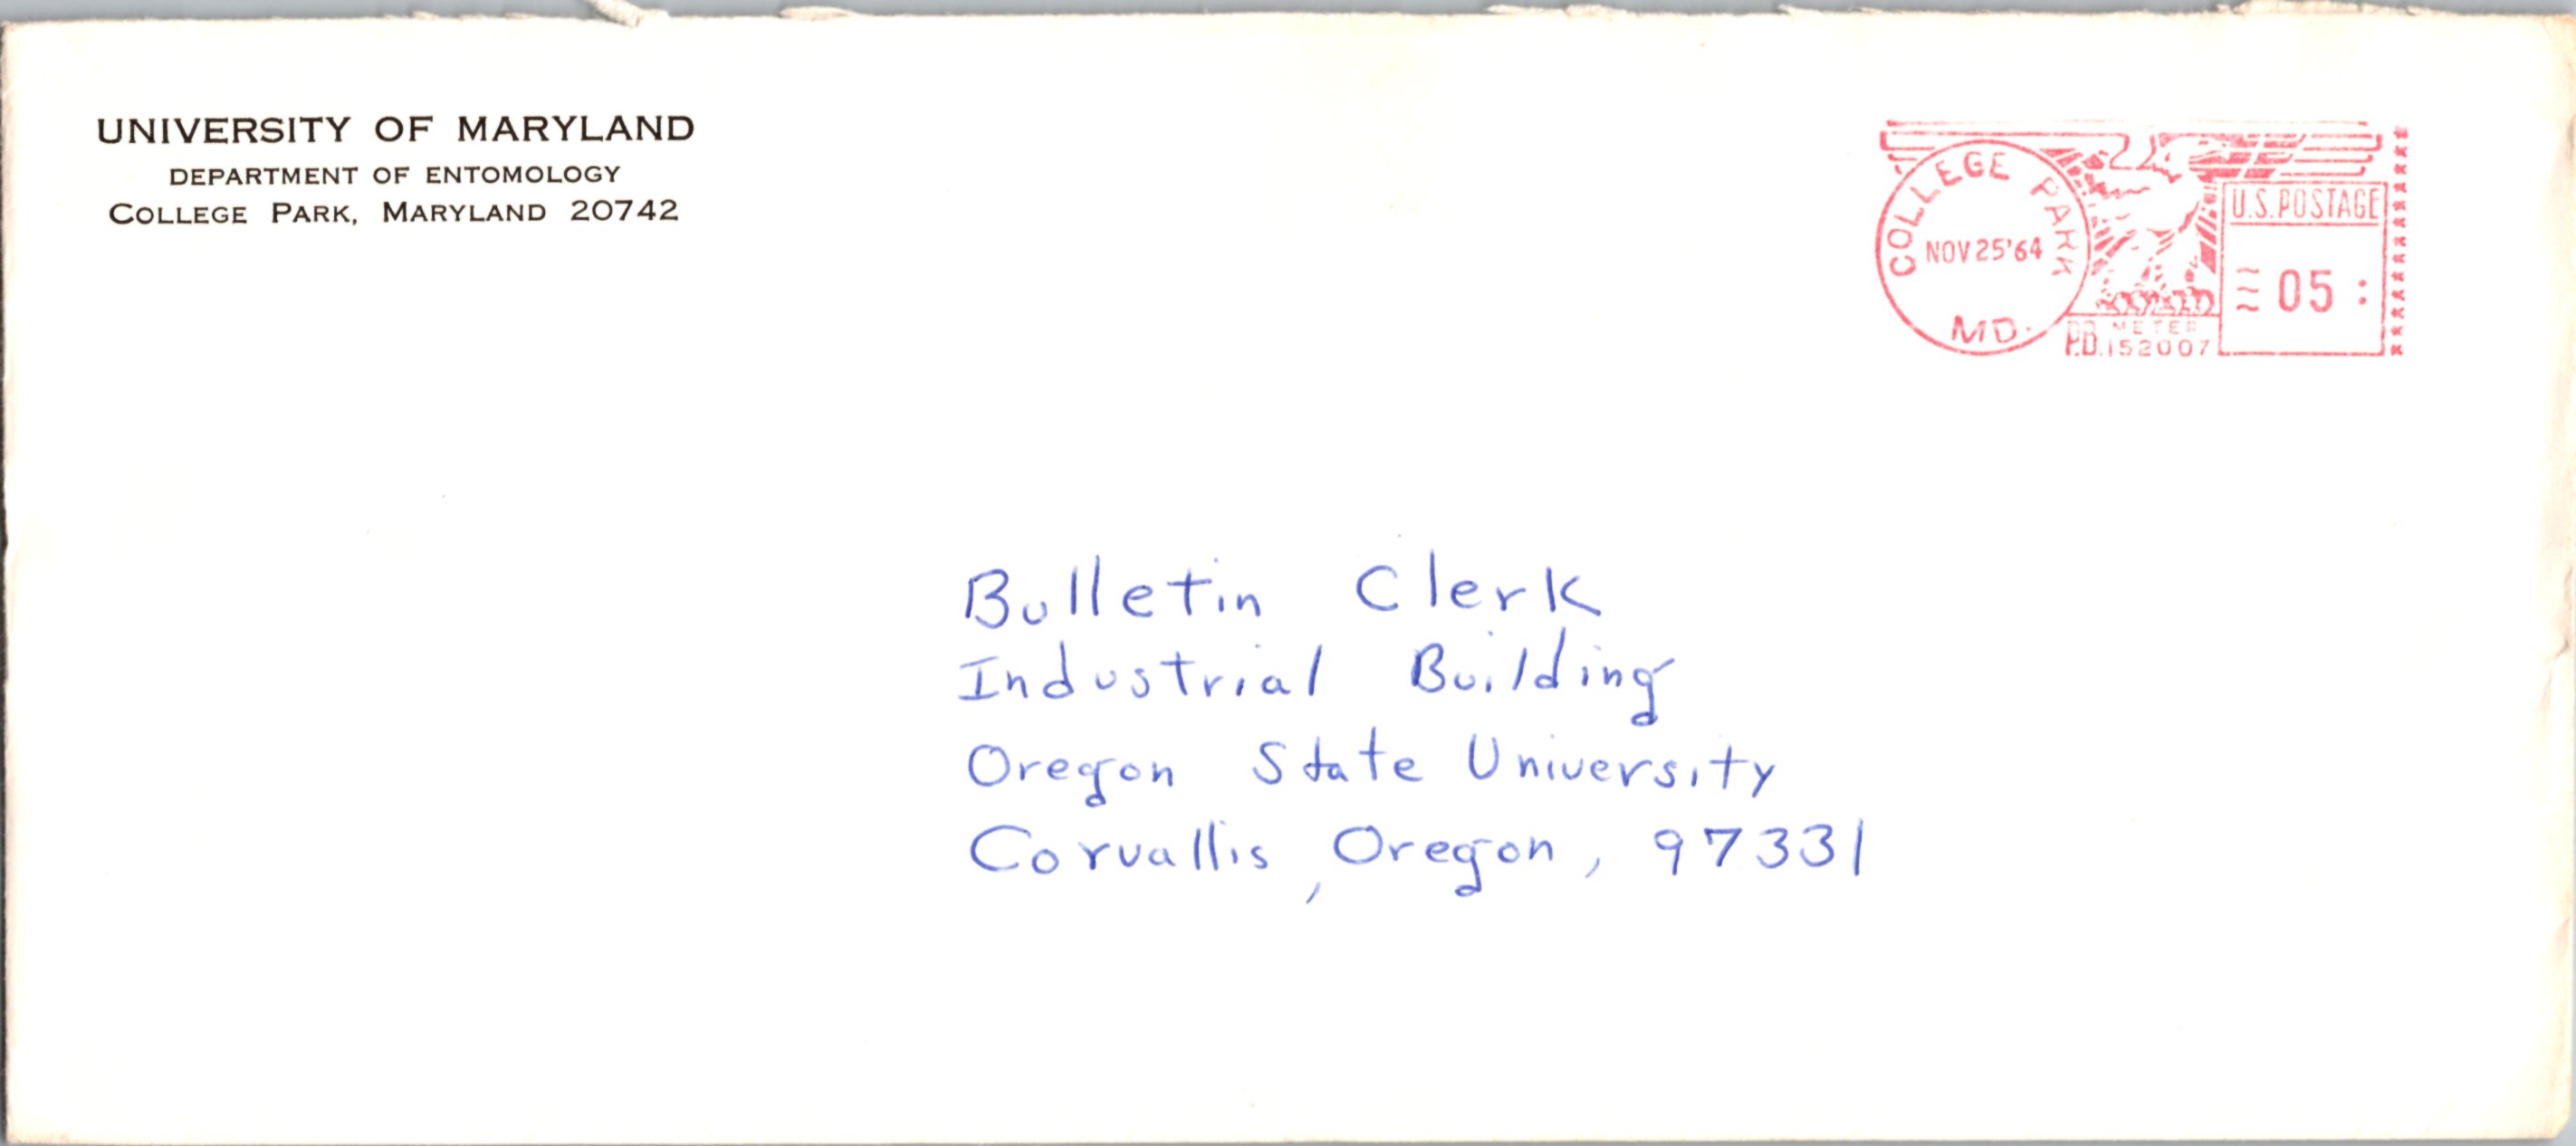 UNIVERSITY OF MARYLAND
DEPARTMENT OF ENTOMOLOGY
COLLEGE PARK, MARYLAND 20742
COLLEGE PARK
NOV 25'64
MD.
U.S. POSTAGE
05
P.B. METER
152007
Bulletin Clerk
Industrial Building
Oregon State University
Corvallis, Oregon, 97331